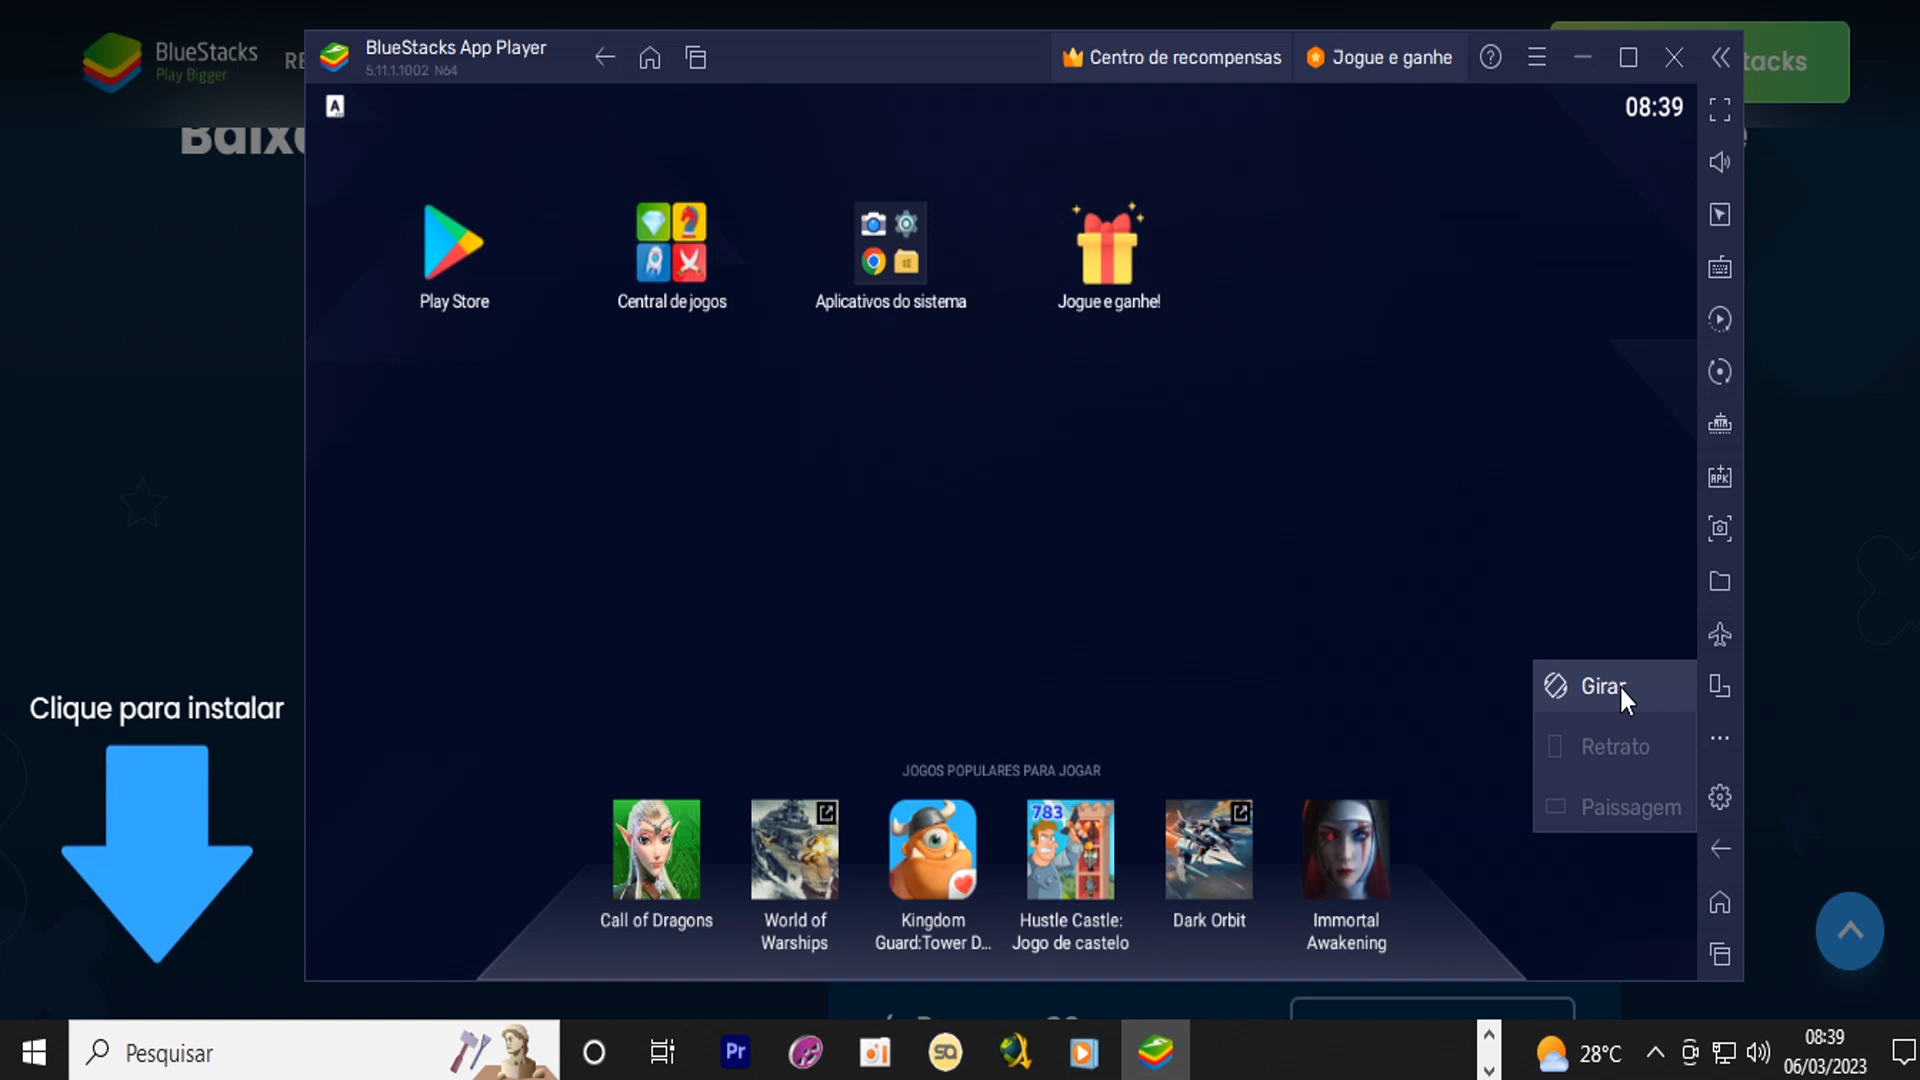 BlueStacks
Play Bigger
BlueStacks App Player
5.11.1.1002 N64
Centro de recompensas
Jogue e ganhe
tacks
08:39
Play Store
Central de jogos
Aplicativos do sistema
Jogue e ganhe!
APK
Girar
Retrato
Paissagem
Clique para instalar
JOGOS POPULARES PARA JOGAR
783
Call of Dragons
World of
Warships
Kingdom
Guard:Tower D...
Hustle Castle:
Jogo de castelo
Dark Orbit
Immortal
Awakening
Pesquisar
Pr
28°C
08:39
06/03/2023